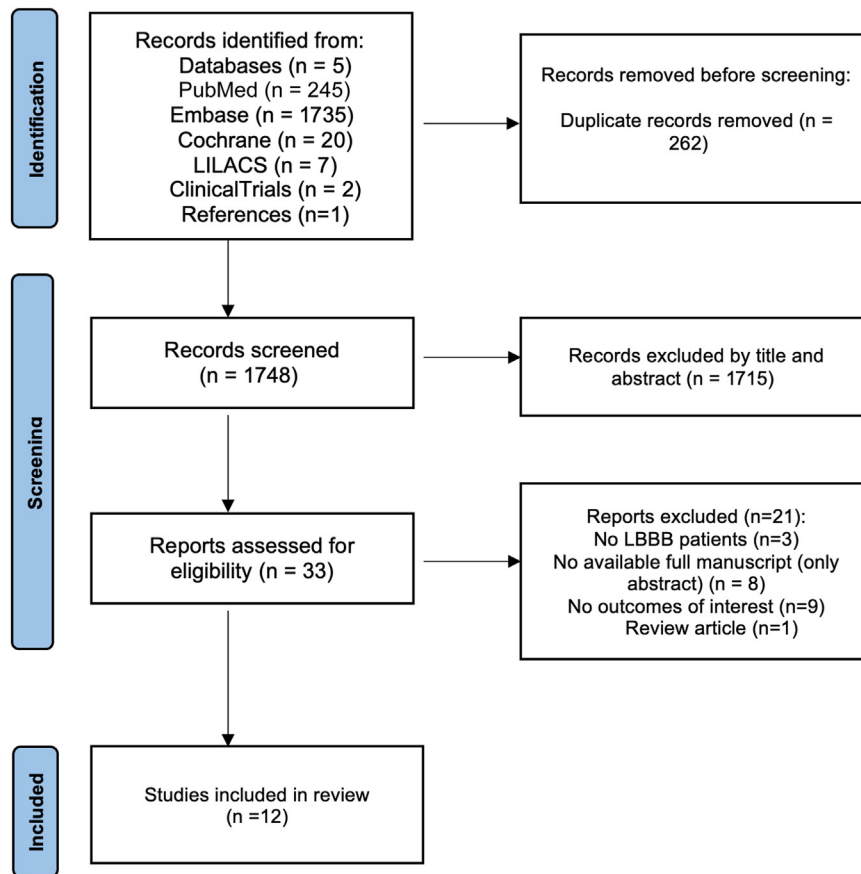 Identification
Records identified from:
Databases (n = 5)
PubMed (n = 245)
Embase (n = 1735)
Cochrane (n = 20)
LILACS (n = 7)
ClinicalTrials (n = 2)
References (n=1)
Records removed before screening:
Duplicate records removed (n =
262)
Screening
Records screened
(n = 1748)
Records excluded by title and
abstract (n = 1715)
Reports assessed for
eligibility (n = 33)
Reports excluded (n=21):
No LBBB patients (n=3)
No available full manuscript (only
abstract) (n = 8)
No outcomes of interest (n=9)
Review article (n=1)
Included
Studies included in review
(n =12)